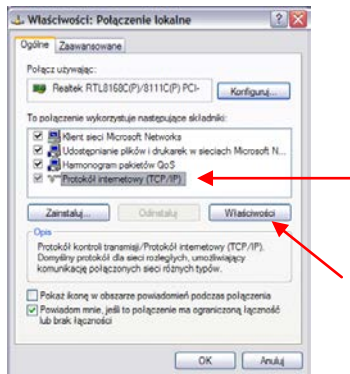 Właściwości: Połączenie lokalne
Ogólne Zaawansowane
Połącz używając:
Realtek RTL8168C(P)/8111C(P) PCI-
Konfiguruj...
To połączenie wykorzystuje następujące składniki:
Klient sieci Microsoft Networks
Udostępnianie plików i drukarek w sieciach Microsoft N...
Harmonogram pakietów QoS
Protokół internetowy (TCP/IP)
Zainstaluj... Odinstaluj Właściwości
Opis
Protokół kontroli transmisji/Protokół internetowy (TCP/IP).
Domyślny protokół dla sieci rozległych, umożliwiający
komunikację połączonych sieci różnych typów.
Pokaż ikonę w obszarze powiadomień podczas połączenia
Powiadom mnie, jeśli to połączenie ma ograniczoną łączność
lub brak łączności
OK Anuluj